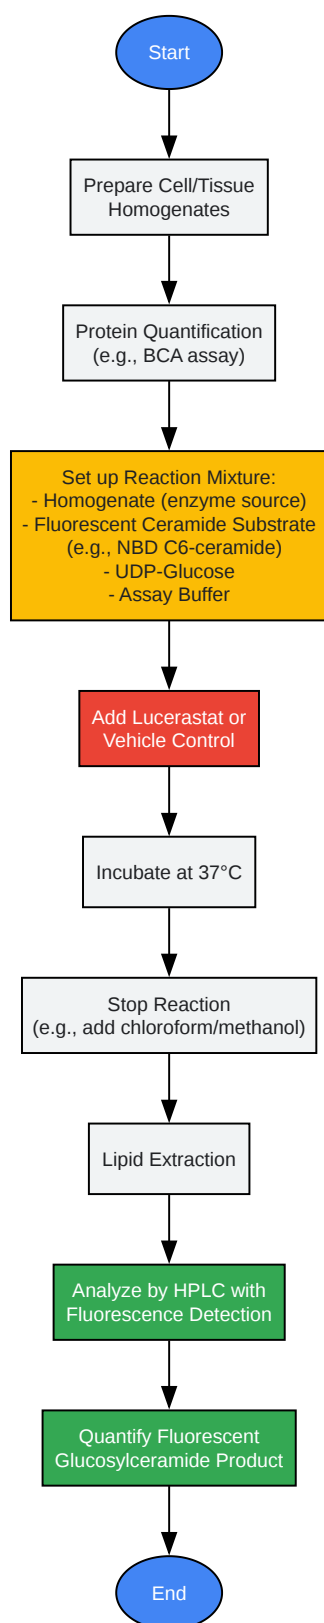 Start
Prepare Cell/Tissue
Homogenates
Protein Quantification
(e.g., BCA assay)
Set up Reaction Mixture:
- Homogenate (enzyme source)
- Fluorescent Ceramide Substrate
(e.g., NBD C6-ceramide)
- UDP-Glucose
- Assay Buffer
Add Lucerastat or
Vehicle Control
Incubate at 37°C
Stop Reaction
(e.g., add chloroform/methanol)
Lipid Extraction
Analyze by HPLC with
Fluorescence Detection
Quantify Fluorescent
Glucosylceramide Product
End